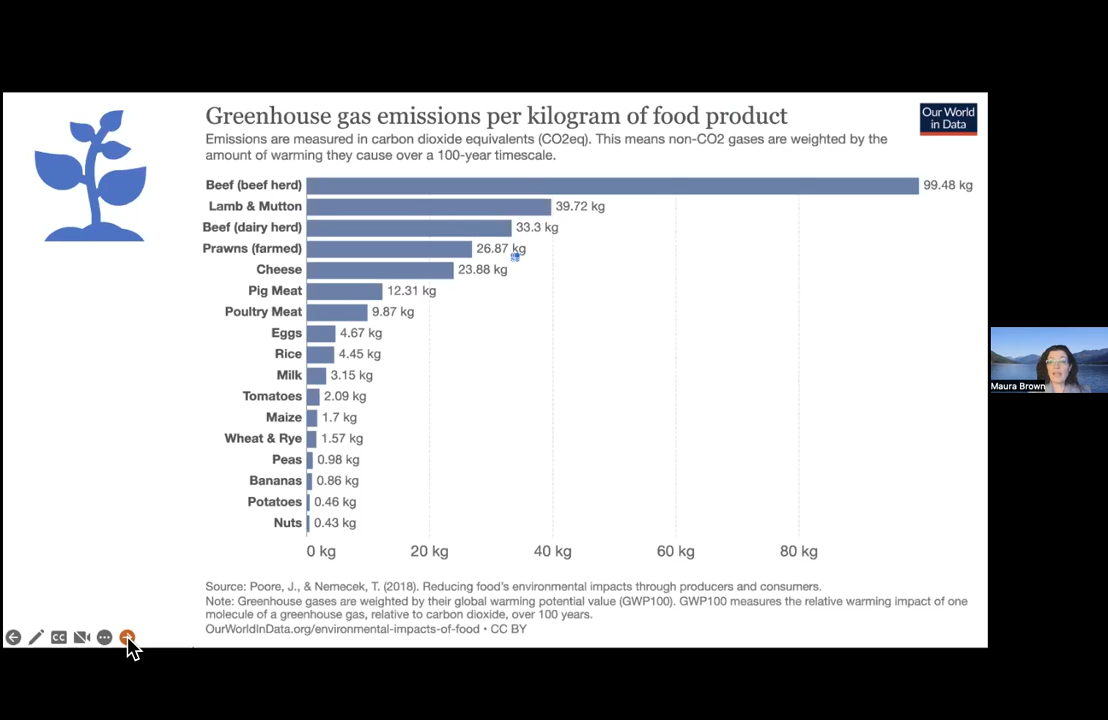 Greenhouse gas emissions per kilogram of food product
Our World
in Data
Emissions are measured in carbon dioxide equivalents (CO2eq). This means non-CO2 gases are weighted by the
amount of warming they cause over a 100-year timescale.
Beef (beef herd) 99.48 kg
Lamb & Mutton 39.72 kg
Beef (dairy herd) 33.3 kg
Prawns (farmed) 26.87 kg
Cheese 23.88 kg
Pig Meat 12.31 kg
Poultry Meat 9.87 kg
Eggs 4.67 kg
Rice 4.45 kg
Milk 3.15 kg
Tomatoes 2.09 kg
Maize 1.7 kg
Wheat & Rye 1.57 kg
Peas 0.98 kg
Bananas 0.86 kg
Potatoes 0.46 kg
Nuts 0.43 kg
0 kg 20 kg 40 kg 60 kg 80 kg
Source: Poore, J., & Nemecek, T. (2018). Reducing food's environmental impacts through producers and consumers.
Note: Greenhouse gases are weighted by their global warming potential value (GWP100). GWP100 measures the relative warming impact of one
molecule of a greenhouse gas, relative to carbon dioxide, over 100 years.
OurWorldInData.org/environmental-impacts-of-food • CC BY
CC
Maura Brown